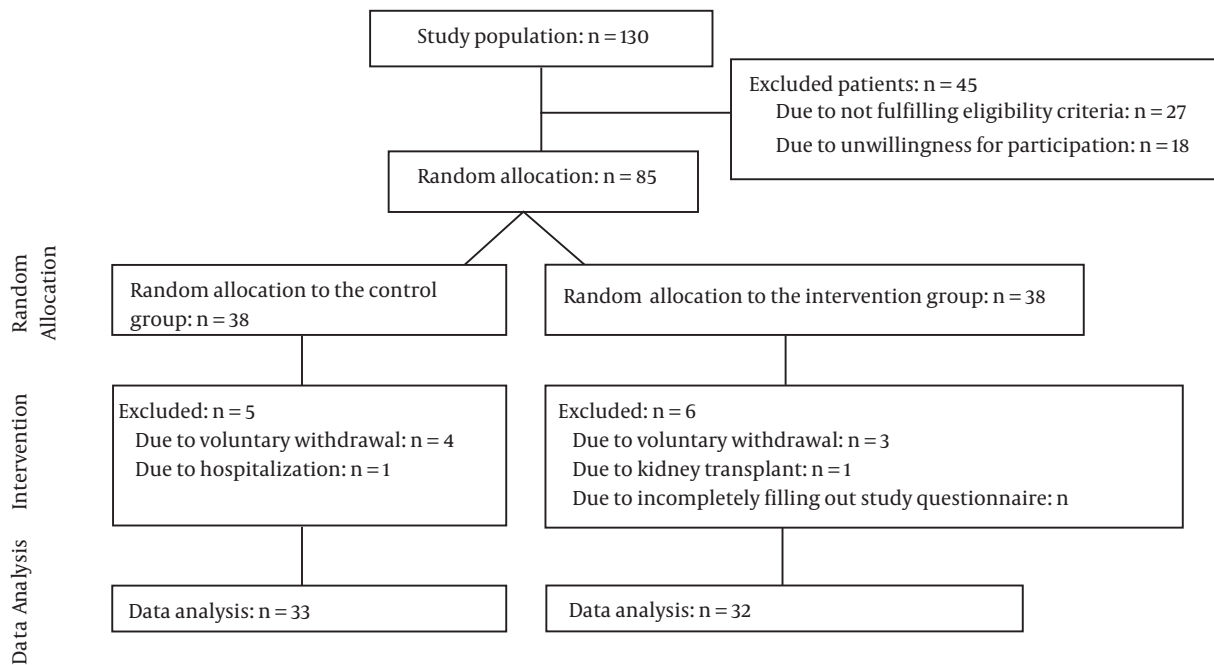 Study population: n = 130
Excluded patients: n = 45
Due to not fulfilling eligibility criteria: n = 27
Due to unwillingness for participation: n = 18
Random allocation: n = 85
Random
Allocation
Random allocation to the control
group: n = 38
Random allocation to the intervention group: n = 38
Intervention
Excluded: n = 5
Due to voluntary withdrawal: n = 4
Due to hospitalization: n = 1
Excluded: n = 6
Due to voluntary withdrawal: n = 3
Due to kidney transplant: n = 1
Due to incompletely filling out study questionnaire: n
Data Analysis
Data analysis: n = 33
Data analysis: n = 32